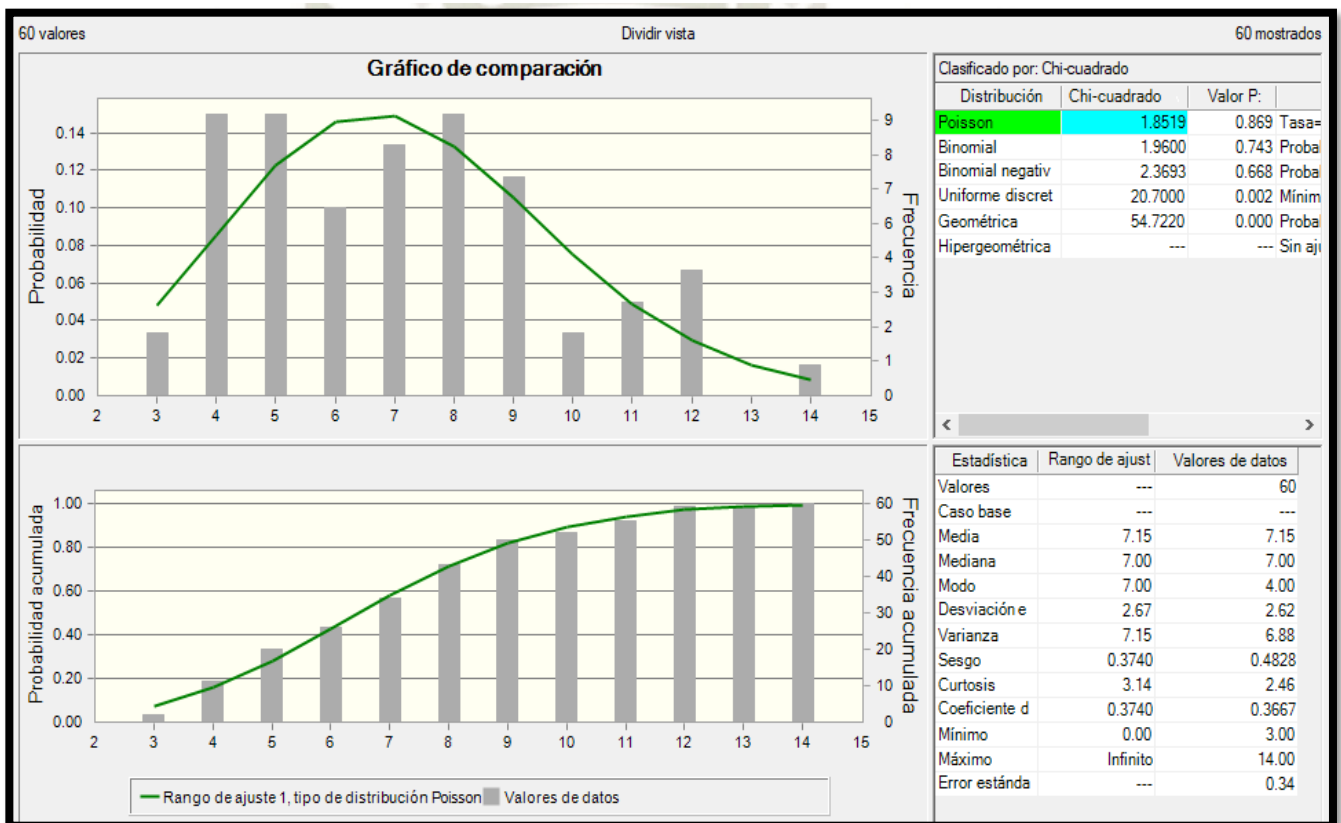 60 valores Dividir vista 60 mostrados
Gráfico de comparación
Probabilidad
0.14
0.12
0.10
0.08
0.06
0.04
0.02
0.00
9
8
7
6
5
4
3
2
1
0
Frecuencia
2 3 4 5 6 7 8 9 10 11 12 13 14 15
Clasificado por: Chi-cuadrado
Distribución Chi-cuadrado Valor P:
Poisson 1.8519 0.869 Tasa=
Binomial 1.9600 0.743 Proba
Binomial negativ 2.3693 0.668 Proba
Uniforme discret 20.7000 0.002 Mínim
Geométrica 54.7220 0.000 Proba
Hipergeométrica --- --- Sin aj
Probabilidad acumulada
1.00
0.80
0.60
0.40
0.20
0.00
60
50
40
30
20
10
0
Frecuencia acumulada
2 3 4 5 6 7 8 9 10 11 12 13 14 15
Rango de ajuste 1, tipo de distribución Poisson Valores de datos
Estadística Rango de ajust Valores de datos
Valores --- 60
Caso base --- ---
Media 7.15 7.15
Mediana 7.00 7.00
Modo 7.00 4.00
Desviación e 2.67 2.62
Varianza 7.15 6.88
Sesgo 0.3740 0.4828
Curtosis 3.14 2.46
Coeficiente d 0.3740 0.3667
Mínimo 0.00 3.00
Máximo Infinito 14.00
Error estánda --- 0.34